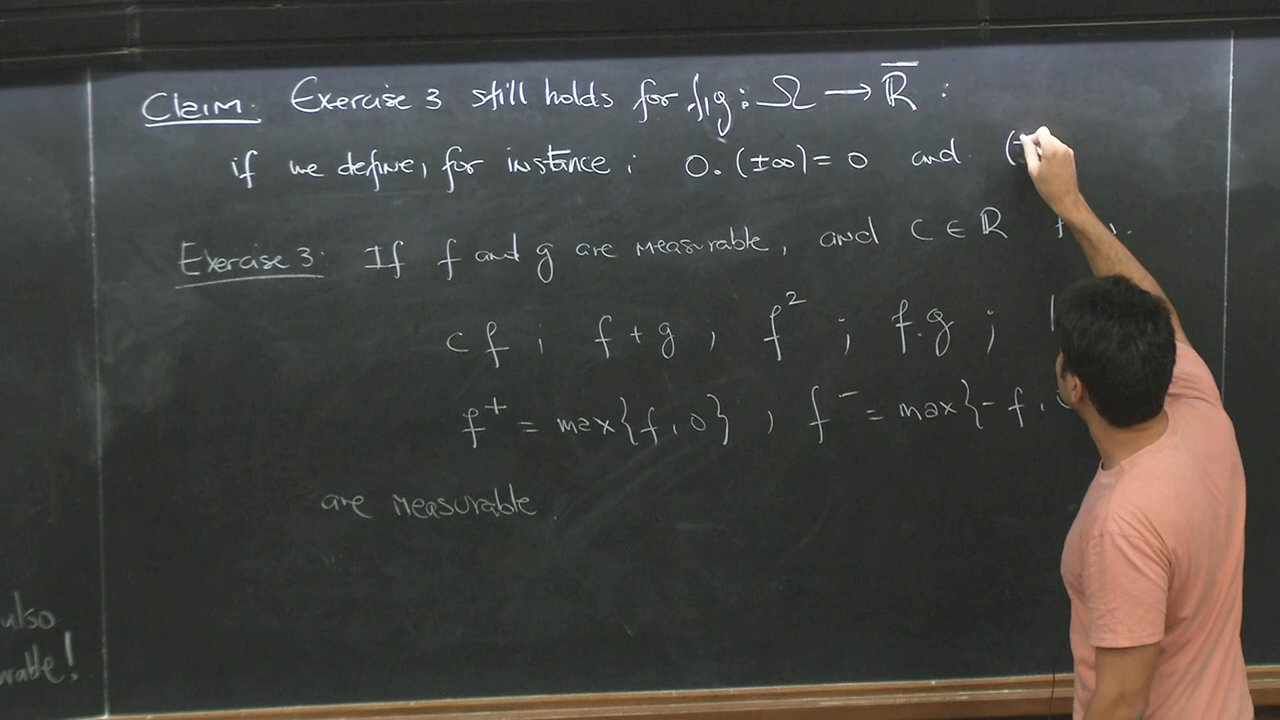 Claim. Exercise 3 still holds for f,g: Ω → ℝ̅ :
if we define, for instance: 0.(±∞) = 0 and (
Exercise 3: If f and g are measurable, and c ∈ ℝ
cf, f + g, f² ; f.g ;
f⁺ = max{f, 0} , f⁻ = max{-f,
are measurable
also